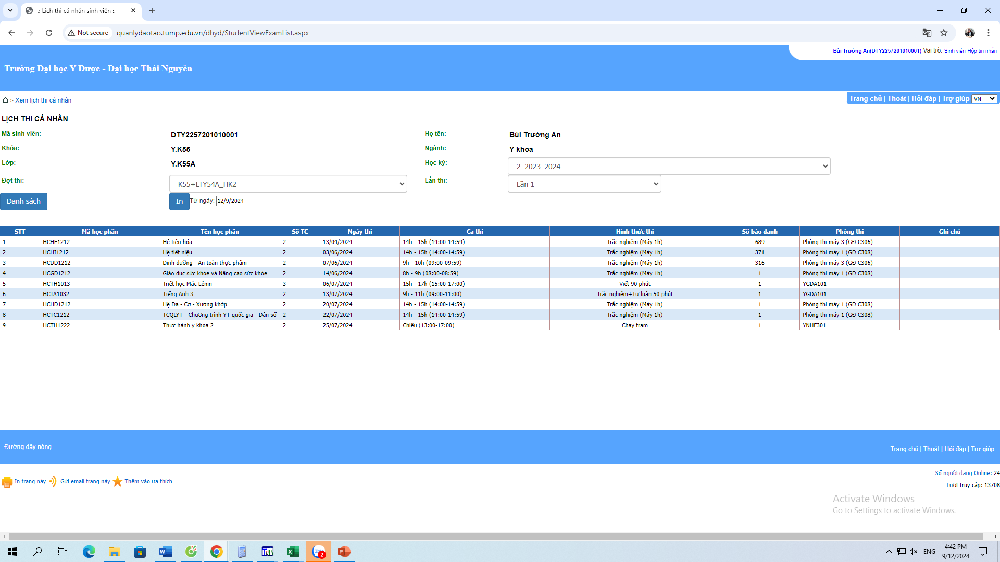 .: Lịch thi cá nhân sinh viên :.
Not secure quanlydaotao.tump.edu.vn/dhyd/StudentViewExamList.aspx
Bùi Trường An(DTY2257201010001) Vai trò: Sinh viên Hộp tin nhắn
Trường Đại học Y Dược - Đại học Thái Nguyên
> Xem lịch thi cá nhân
Trang chủ | Thoát | Hỏi đáp | Trợ giúp VN
LỊCH THI CÁ NHÂN
Mã sinh viên: DTY2257201010001 Họ tên: Bùi Trường An
Khóa: Y.K55 Ngành: Y khoa
Lớp: Y.K55A Học kỳ: 2_2023_2024
Đợt thi: K55+LTY54A_HK2 Lần thi: Lần 1
Danh sách In Từ ngày: 12/9/2024
STT Mã học phần Tên học phần Số TC Ngày thi Ca thi Hình thức thi Số báo danh Phòng thi Ghi chú
1 HCHE1212 Hệ tiêu hóa 2 13/04/2024 14h - 15h (14:00-14:59) Trắc nghiệm (Máy 1h) 689 Phòng thi máy 3 (GĐ C306)
2 HCHI1212 Hệ tiết niệu 2 03/06/2024 14h - 15h (14:00-14:59) Trắc nghiệm (Máy 1h) 371 Phòng thi máy 1 (GĐ C308)
3 HCDD1212 Dinh dưỡng - An toàn thực phẩm 2 07/06/2024 9h - 10h (09:00-09:59) Trắc nghiệm (Máy 1h) 316 Phòng thi máy 3 (GĐ C306)
4 HCGD1212 Giáo dục sức khỏe và Nâng cao sức khỏe 2 14/06/2024 8h - 9h (08:00-08:59) Trắc nghiệm (Máy 1h) 1 Phòng thi máy 1 (GĐ C308)
5 HCTH1013 Triết học Mác Lênin 3 06/07/2024 15h - 17h (15:00-17:00) Viết 90 phút 1 YGDA101
6 HCTA1032 Tiếng Anh 3 2 13/07/2024 9h - 11h (09:00-11:00) Trắc nghiệm+Tự luận 50 phút 1 YGDA101
7 HCHD1212 Hệ Da - Cơ - Xương khớp 2 20/07/2024 14h - 15h (14:00-14:59) Trắc nghiệm (Máy 1h) 1 Phòng thi máy 1 (GĐ C308)
8 HCTC1212 TCQLYT - Chương trình YT quốc gia - Dân số 2 22/07/2024 14h - 15h (14:00-14:59) Trắc nghiệm (Máy 1h) 1 Phòng thi máy 1 (GĐ C308)
9 HCTH1222 Thực hành y khoa 2 2 25/07/2024 Chiều (13:00-17:00) Chạy trạm 1 YNHF301
Đường dây nóng
Trang chủ | Thoát | Hỏi đáp | Trợ giúp
In trang này Gửi email trang này Thêm vào ưa thích
Số người đang Online: 24
Lượt truy cập: 13708
Activate Windows
Go to Settings to activate Windows.
ENG 4:42 PM
9/12/2024